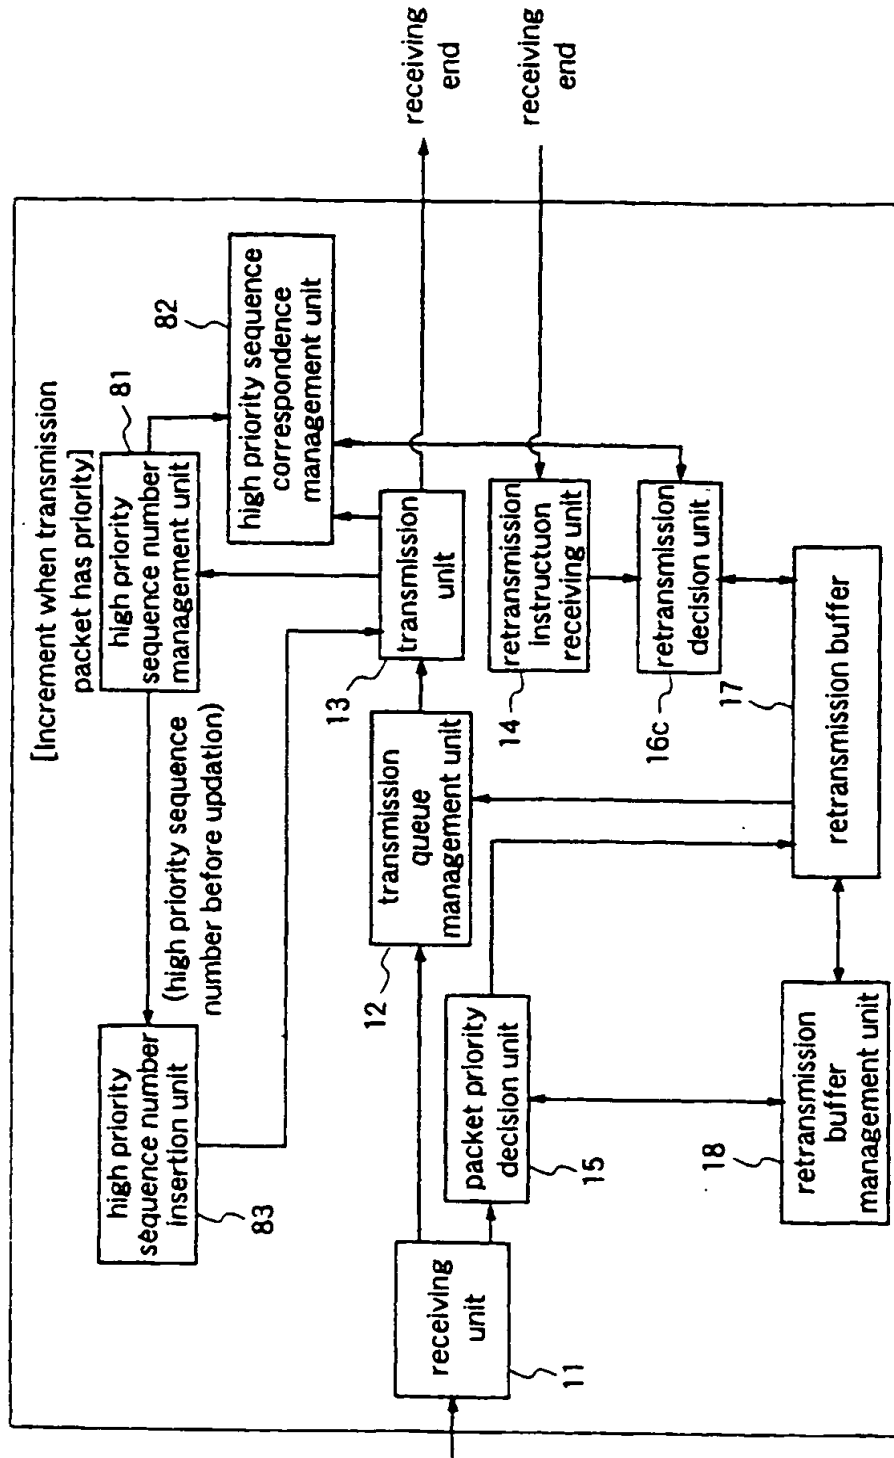 [Increment when transmission
packet has priority]
81
high priority
sequence number
management unit
82
high priority sequence
correspondence
management unit
(high priority sequence
number before updation)
high priority
sequence number
insertion unit
83
receiving
end
receiving
end
transmission
unit
13
transmission
queue
management unit
12
retransmission
instructuon
receiving unit
14
retransmission
decision unit
16c
17
retransmission buffer
packet priority
decision unit
15
retransmission
buffer
management unit
18
receiving
unit
11